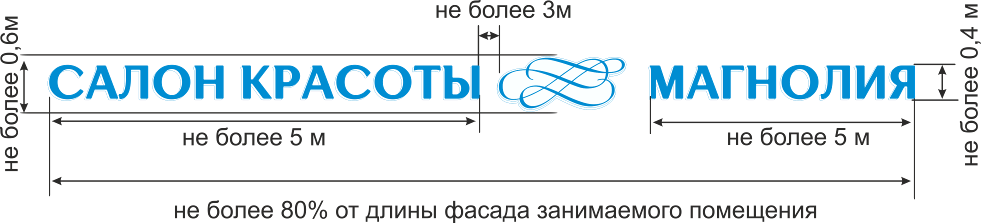 не более 3м
не более 0,6м
САЛОН КРАСОТЫ
МАГНОЛИЯ
не более 0,4 м
не более 5 м
не более 5 м
не более 80% от длины фасада занимаемого помещения